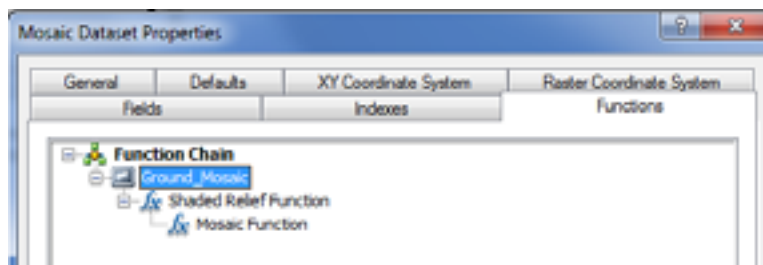 Mosaic Dataset Properties
General Defaults XY Coordinate System Raster Coordinate System
Fields Indexes Functions
Function Chain
Ground_Mosaic
Shaded Relief Function
Mosaic Function